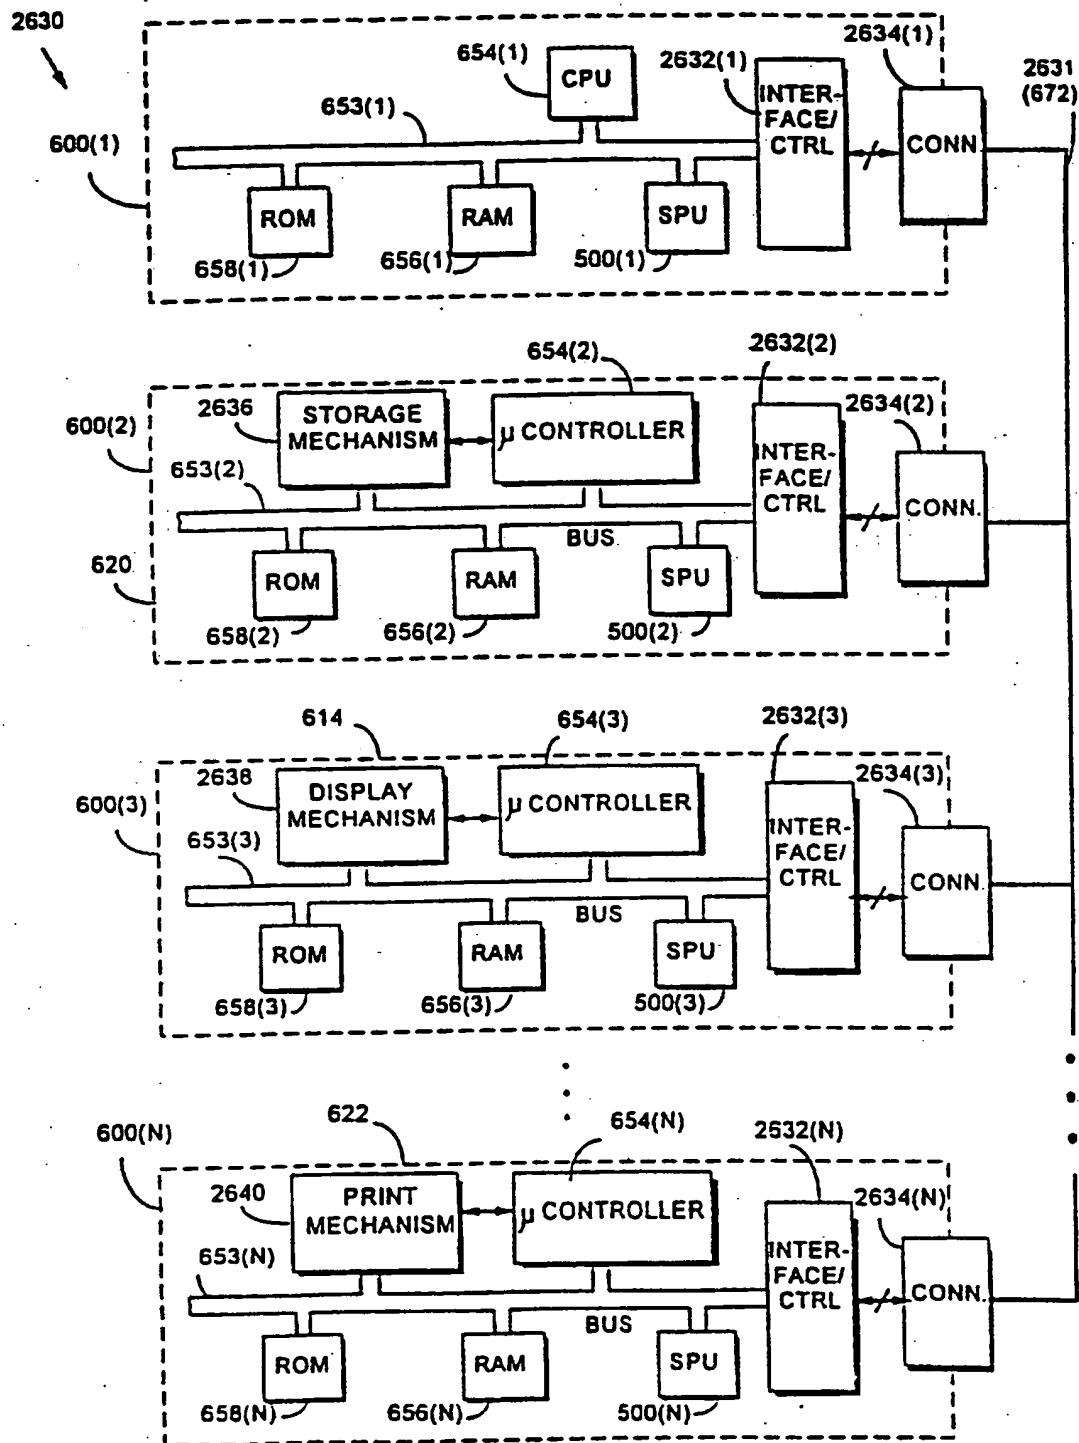 2630
654(1)
2632(1)
2634(1)
2631
(672)
CPU
INTER-
FACE/
CTRL
653(1)
600(1)
CONN.
ROM
RAM
SPU
658(1)
656(1)
500(1)
654(2)
2632(2)
2636
STORAGE
MECHANISM
μ CONTROLLER
2634(2)
600(2)
INTER-
FACE/
CTRL
653(2)
CONN.
BUS
620
ROM
RAM
SPU
658(2)
656(2)
500(2)
614
654(3)
2632(3)
2638
DISPLAY
MECHANISM
μ CONTROLLER
2634(3)
600(3)
INTER-
FACE/
CTRL
653(3)
CONN.
BUS
ROM
RAM
SPU
658(3)
656(3)
500(3)
622
654(N)
2632(N)
600(N)
2640
PRINT
MECHANISM
μ CONTROLLER
2634(N)
INTER-
FACE/
CTRL
653(N)
CONN.
BUS
ROM
RAM
SPU
658(N)
656(N)
500(N)